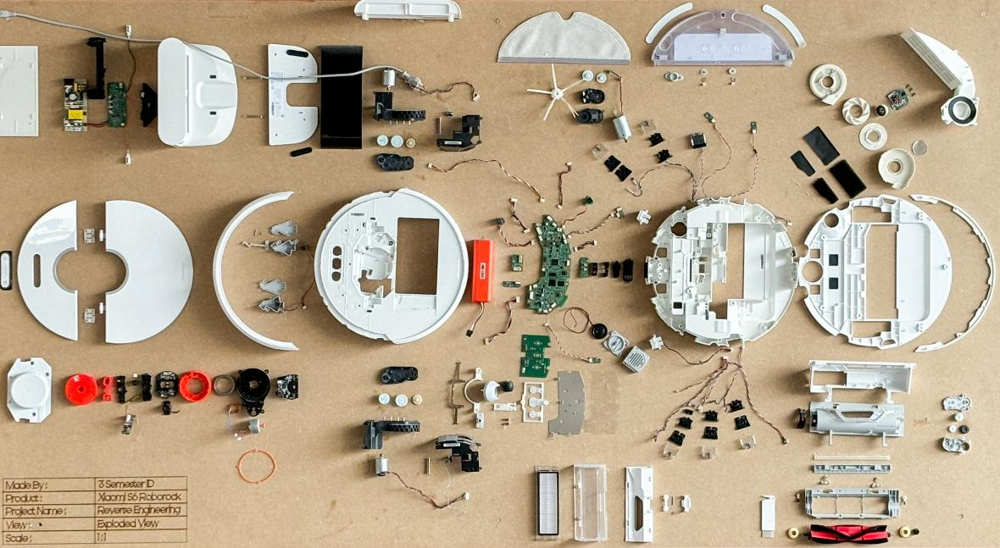 Made By: 3 Semester ID
Product: Xiaomi S6 Roborock
Project Name: Reverse Engineering
View: Exploded View
Scale: 1:1